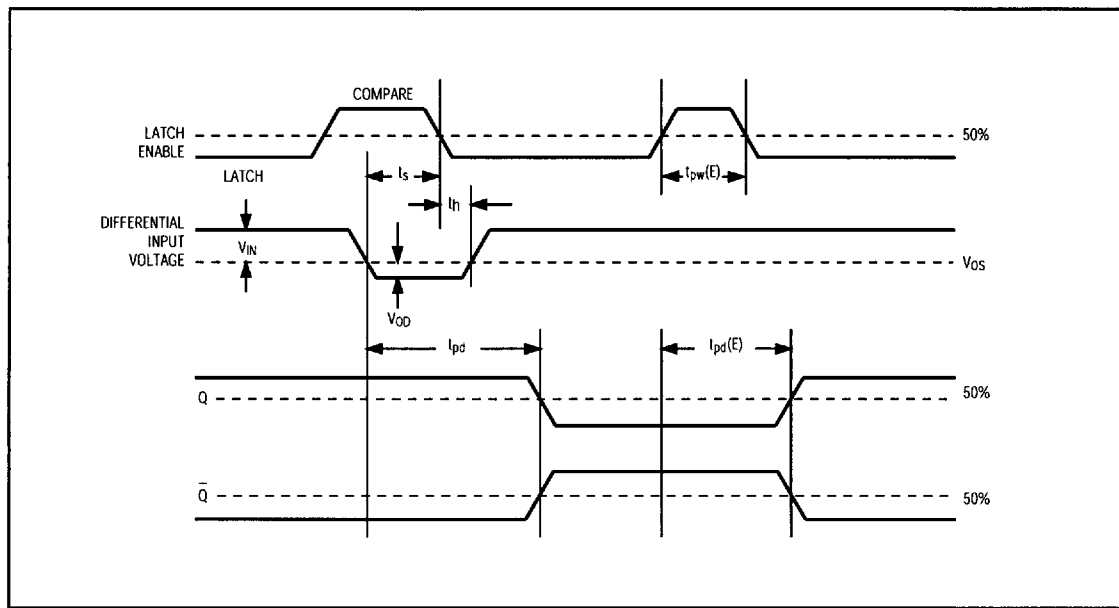 COMPARE
LATCH
ENABLE
50%
ts
tpw(E)
LATCH
th
DIFFERENTIAL
INPUT
VOLTAGE
VIN
VOS
VOD
tpd
tpd(E)
Q
50%
Q̅
50%